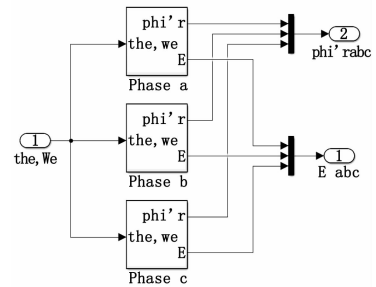 phi'r
the,we
E
Phase a
2
phi'rabc
phi'r
1
the,We
the,we
E
Phase b
1
E abc
phi'r
the,we
E
Phase c